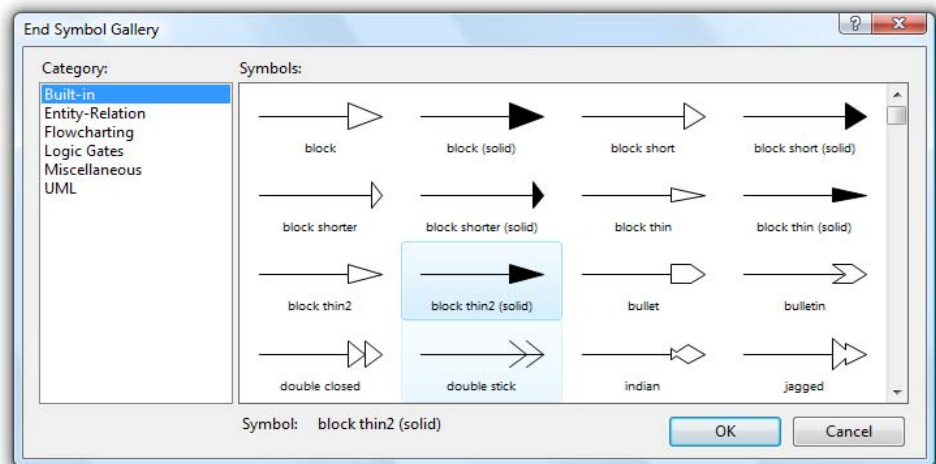 End Symbol Gallery
Category:
Symbols:
Built-in
Entity-Relation
Flowcharting
Logic Gates
Miscellaneous
UML
block
block (solid)
block short
block short (solid)
block shorter
block shorter (solid)
block thin
block thin (solid)
block thin2
block thin2 (solid)
bullet
bulletin
double closed
double stick
indian
jagged
Symbol: block thin2 (solid)
OK
Cancel